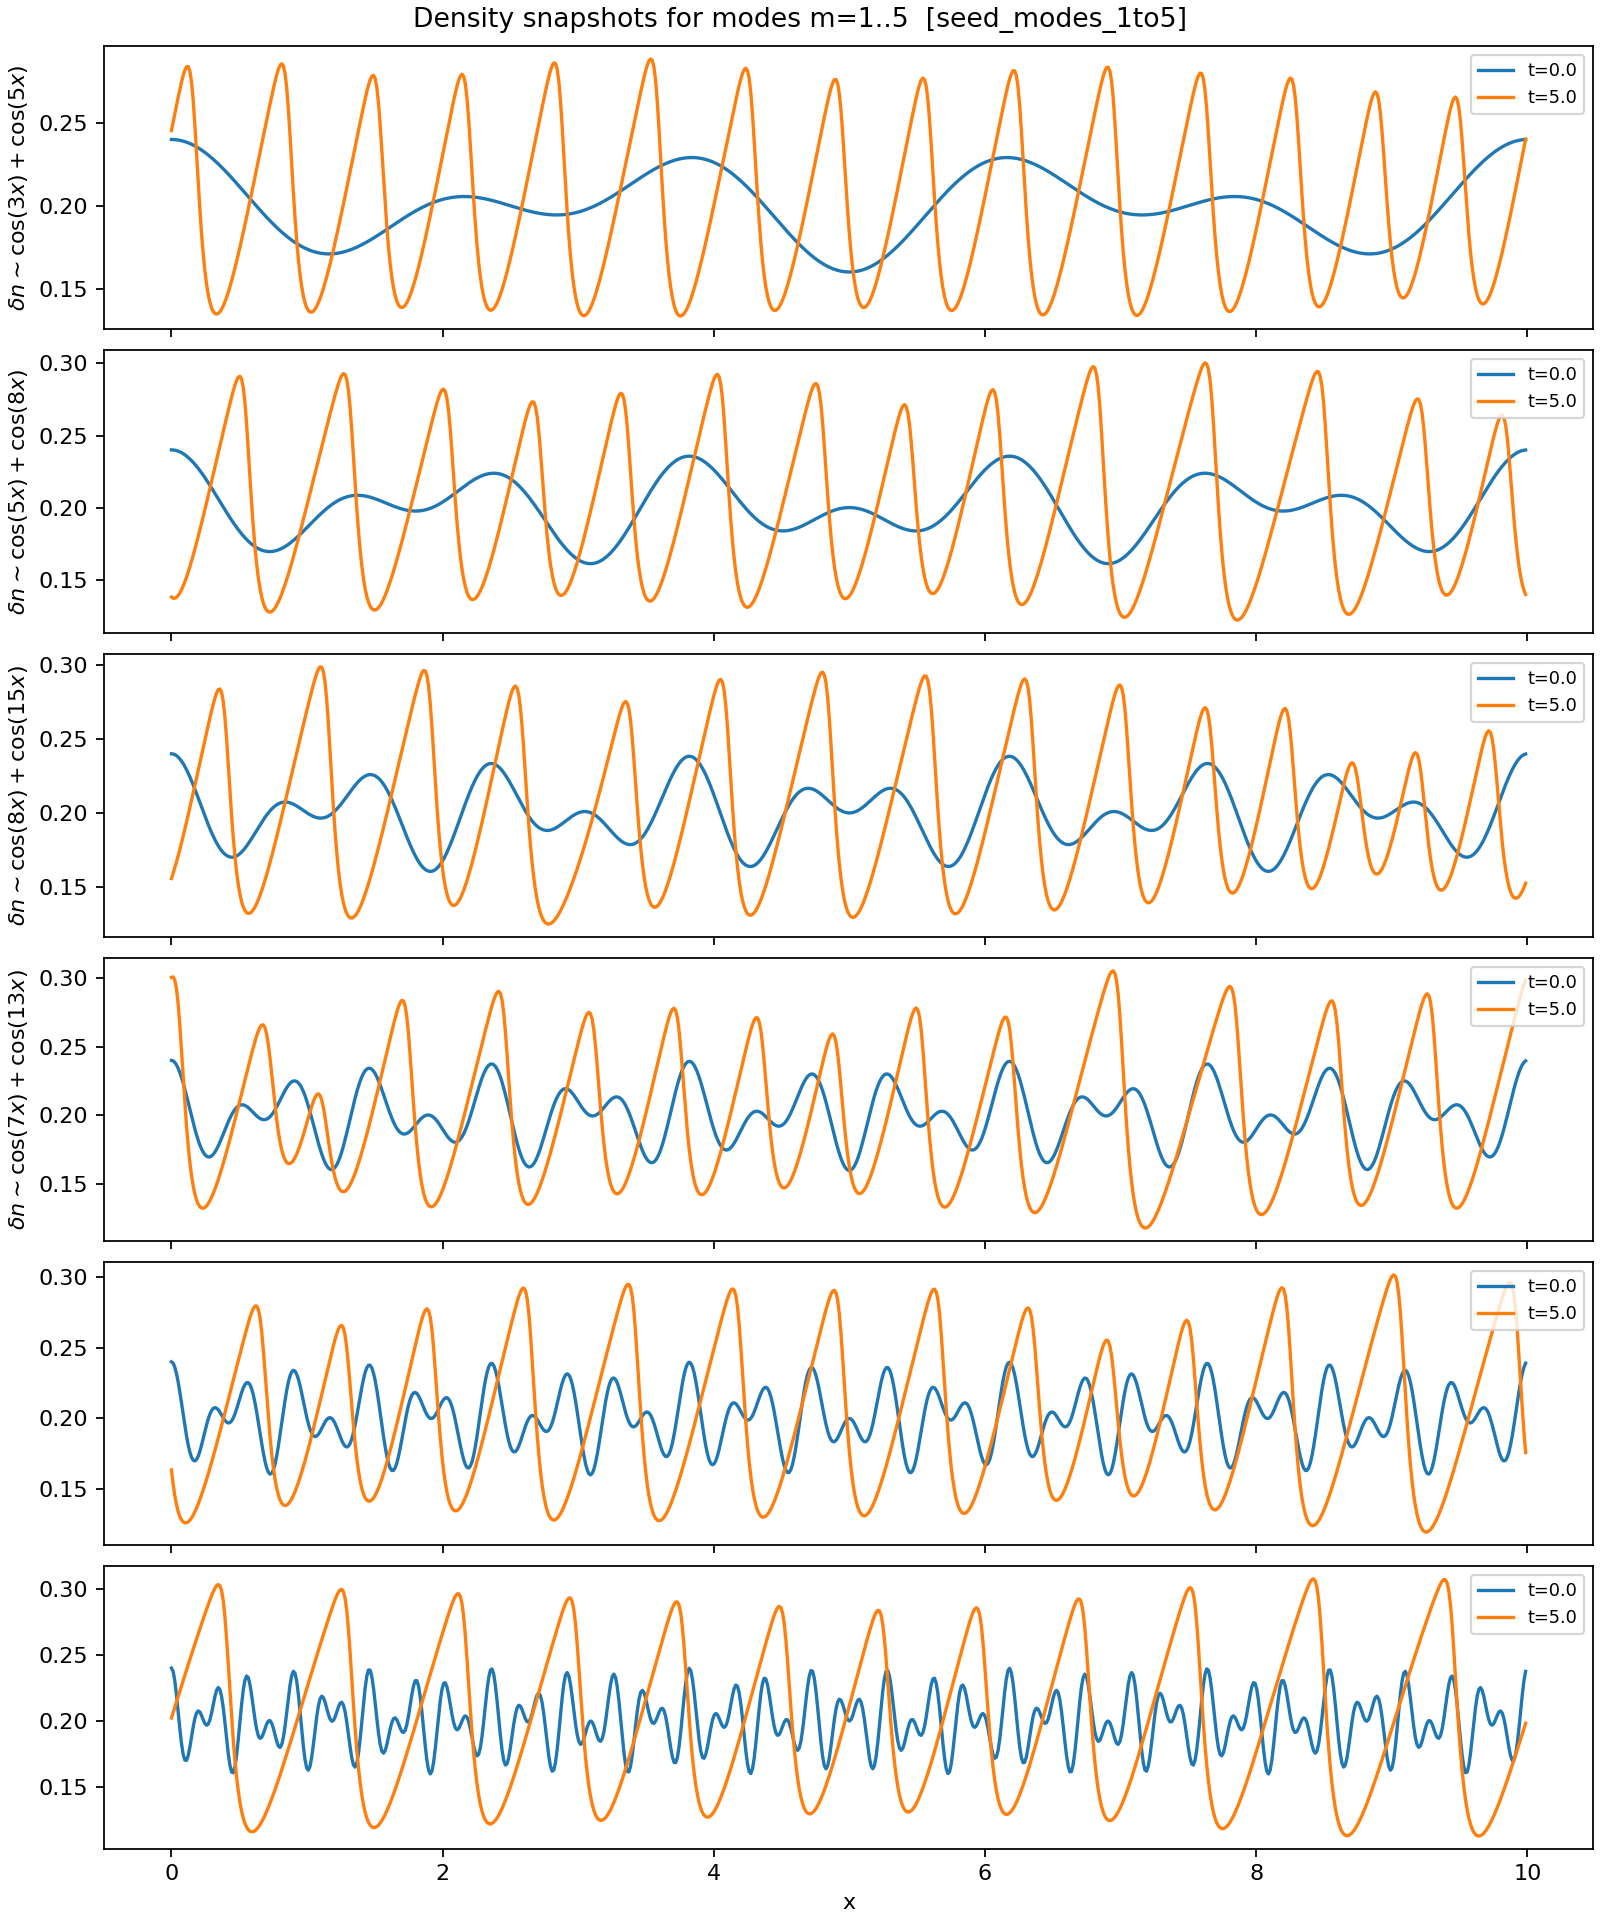 Density snapshots for modes m=1..5  [seed_modes_1to5]
δn ~ cos(3x) + cos(5x)
0.25
0.20
0.15
t=0.0
t=5.0
δn ~ cos(5x) + cos(8x)
0.30
0.25
0.20
0.15
t=0.0
t=5.0
δn ~ cos(8x) + cos(15x)
0.30
0.25
0.20
0.15
t=0.0
t=5.0
δn ~ cos(7x) + cos(13x)
0.30
0.25
0.20
0.15
t=0.0
t=5.0
0.30
0.25
0.20
0.15
t=0.0
t=5.0
0.30
0.25
0.20
0.15
t=0.0
t=5.0
0 2 4 6 8 10
x